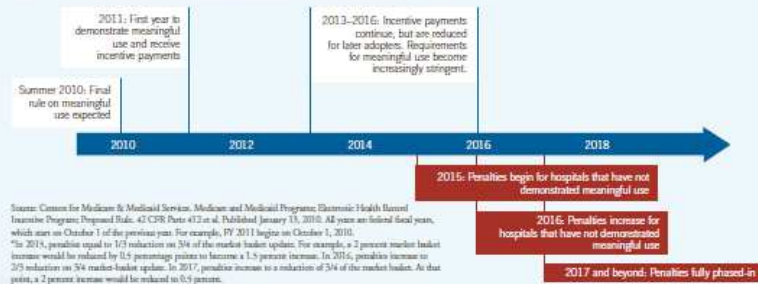 2011: First year to
demonstrate meaningful
use and receive
incentive payments
2013–2016: Incentive payments
continue, but are reduced
for later adopters. Requirements
for meaningful use become
increasingly stringent.
Summer 2010: Final
rule on meaningful
use expected
2010 2012 2014 2016 2018
2015: Penalties begin for hospitals that have not
demonstrated meaningful use
2016: Penalties increase for
hospitals that have not demonstrated
meaningful use
2017 and beyond: Penalties fully phased-in
Source: Centers for Medicare & Medicaid Services. Medicare and Medicaid Programs; Electronic Health Record
Incentive Program; Proposed Rule. 42 CFR Parts 412 et al. Published January 13, 2010. All years are federal fiscal years,
which start on October 1 of the previous year. For example, FY 2011 begins on October 1, 2010.
*In 2015, penalties equal to 1/3 reduction on 3/4 of the market basket update. For example, a 2 percent market basket
increase would be reduced by 0.5 percentage points to become a 1.5 percent increase. In 2016, penalties increase to
2/3 reduction on 3/4 market-basket update. In 2017, penalties increase to a reduction of 3/4 of the market basket. At that
point, a 2 percent increase would be reduced to 0.5 percent.